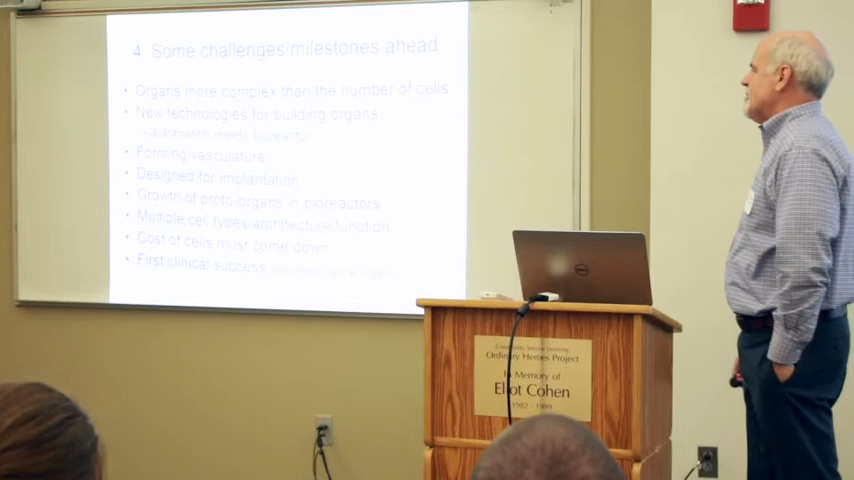 4 Some challenges/milestones ahead
• Organs more complex than the number of cells
• New technologies for building organs
- Automation meets
• Forming vasculature
• Designed for implantation
• Growth of proto-organs in bioreactors
• Multiple cell types/architecture/function
• Cost of cells must come down
• First clinical success
Community Service Learning
Ordinary Heroes Project
In Memory of
Eliot Cohen
1982 - 1999
DELL